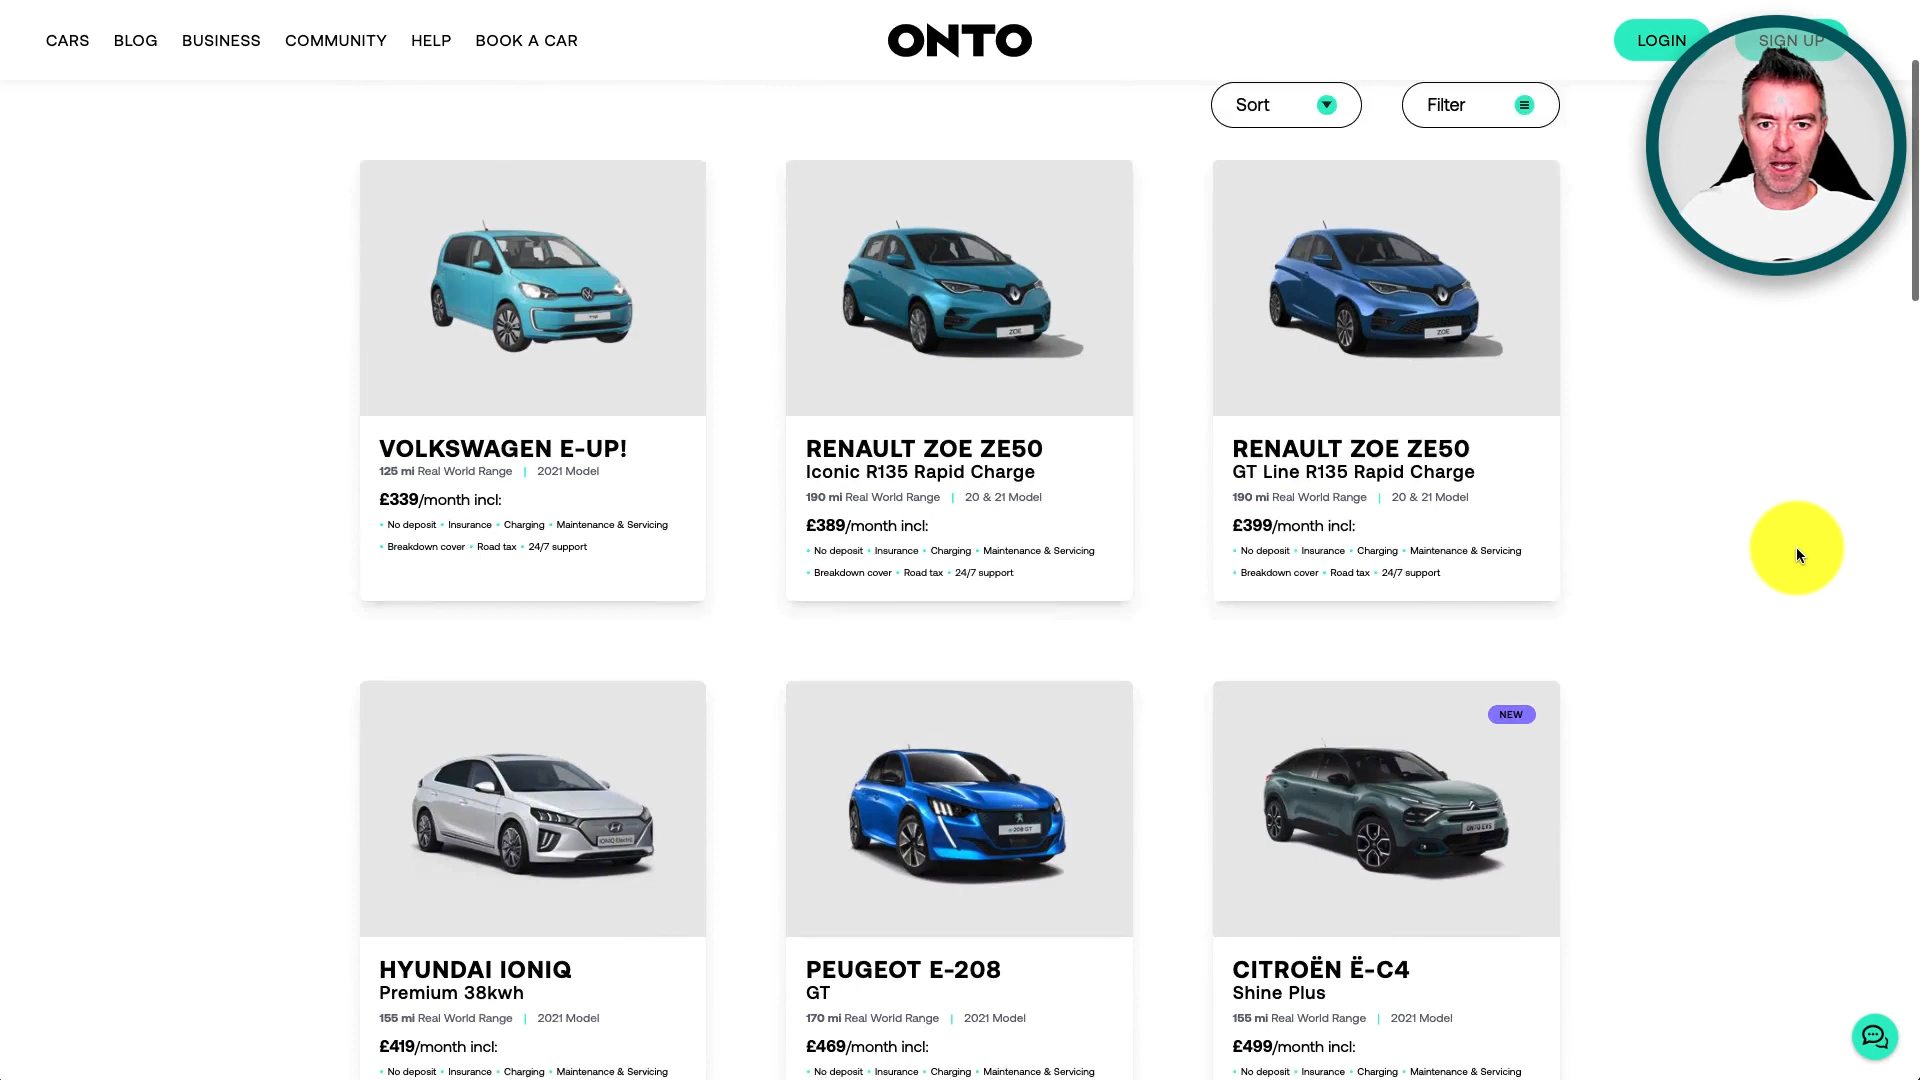 CARS BLOG BUSINESS COMMUNITY HELP BOOK A CAR ONTO LOGIN SIGN UP
Sort Filter
VOLKSWAGEN E-UP!
125 mi Real World Range | 2021 Model
£339/month incl:
• No deposit • Insurance • Charging • Maintenance & Servicing
• Breakdown cover • Road tax • 24/7 support
ZOE
RENAULT ZOE ZE50
Iconic R135 Rapid Charge
190 mi Real World Range | 20 & 21 Model
£389/month incl:
• No deposit • Insurance • Charging • Maintenance & Servicing
• Breakdown cover • Road tax • 24/7 support
ZOE
RENAULT ZOE ZE50
GT Line R135 Rapid Charge
190 mi Real World Range | 20 & 21 Model
£399/month incl:
• No deposit • Insurance • Charging • Maintenance & Servicing
• Breakdown cover • Road tax • 24/7 support
IONIQ Electric
HYUNDAI IONIQ
Premium 38kwh
155 mi Real World Range | 2021 Model
£419/month incl:
• No deposit • Insurance • Charging • Maintenance & Servicing
e-208 GT
PEUGEOT E-208
GT
170 mi Real World Range | 2021 Model
£469/month incl:
• No deposit • Insurance • Charging • Maintenance & Servicing
NEW
ONTO EVS
CITROËN Ë-C4
Shine Plus
155 mi Real World Range | 2021 Model
£499/month incl:
• No deposit • Insurance • Charging • Maintenance & Servicing